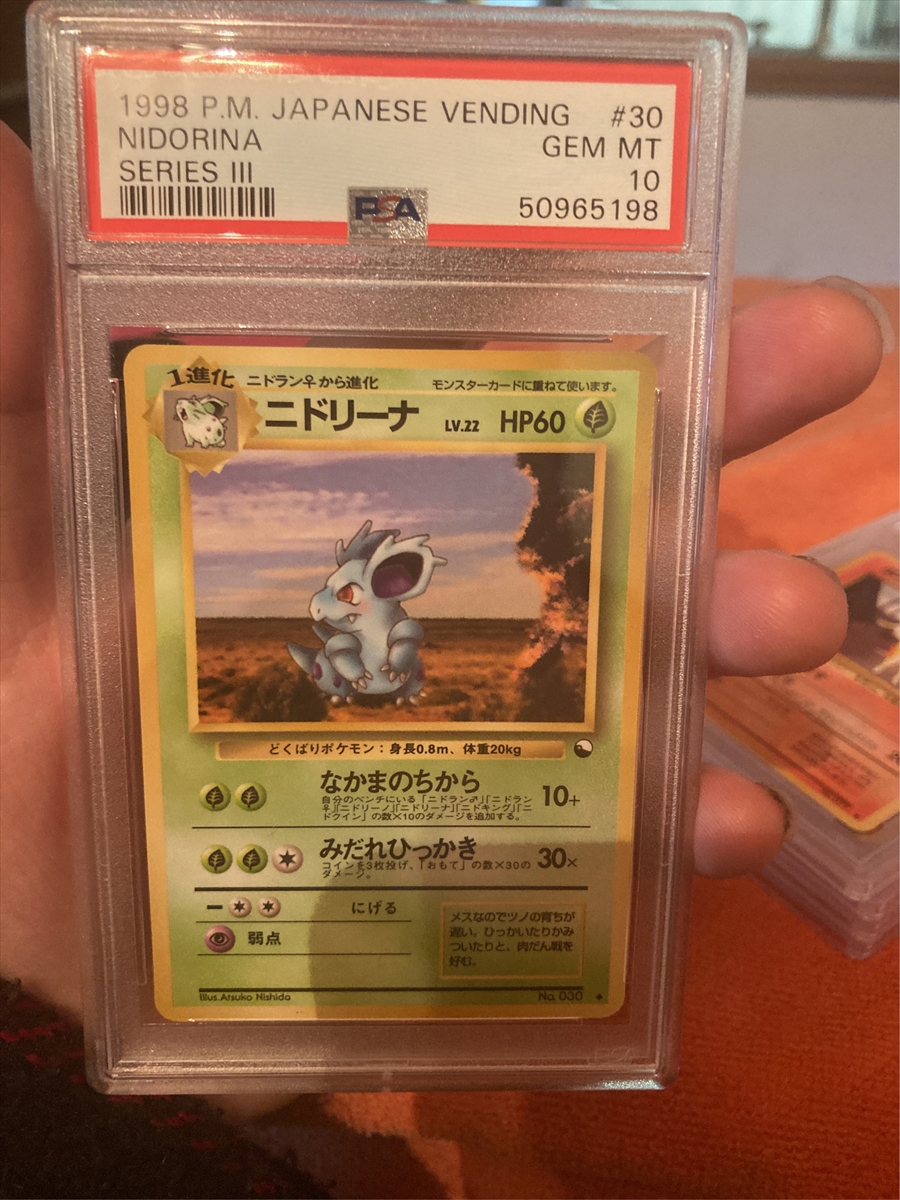 1998 P.M. JAPANESE VENDING #30
NIDORINA GEM MT
SERIES III 10
PSA 50965198
1進化 ニドラン♀から進化 モンスターカードに重ねて使います。
ニドリーナ LV.22 HP60
どくばりポケモン：身長0.8m、体重20kg
なかまのちから 10+
自分のベンチにいる「ニドラン♂」「ニドラン
♀」「ニドリーノ」「ニドリーナ」「ニドキング」「ニ
ドクイン」の数×10のダメージを追加する。
みだれひっかき 30×
コインを3枚投げ、「おもて」の数×30の
ダメージ。
にげる
弱点
メスなのでツノの育ちが
遅い。ひっかいたりかみ
ついたりと、肉だん戦を
好む。
Illus.Atsuko Nishida No.030